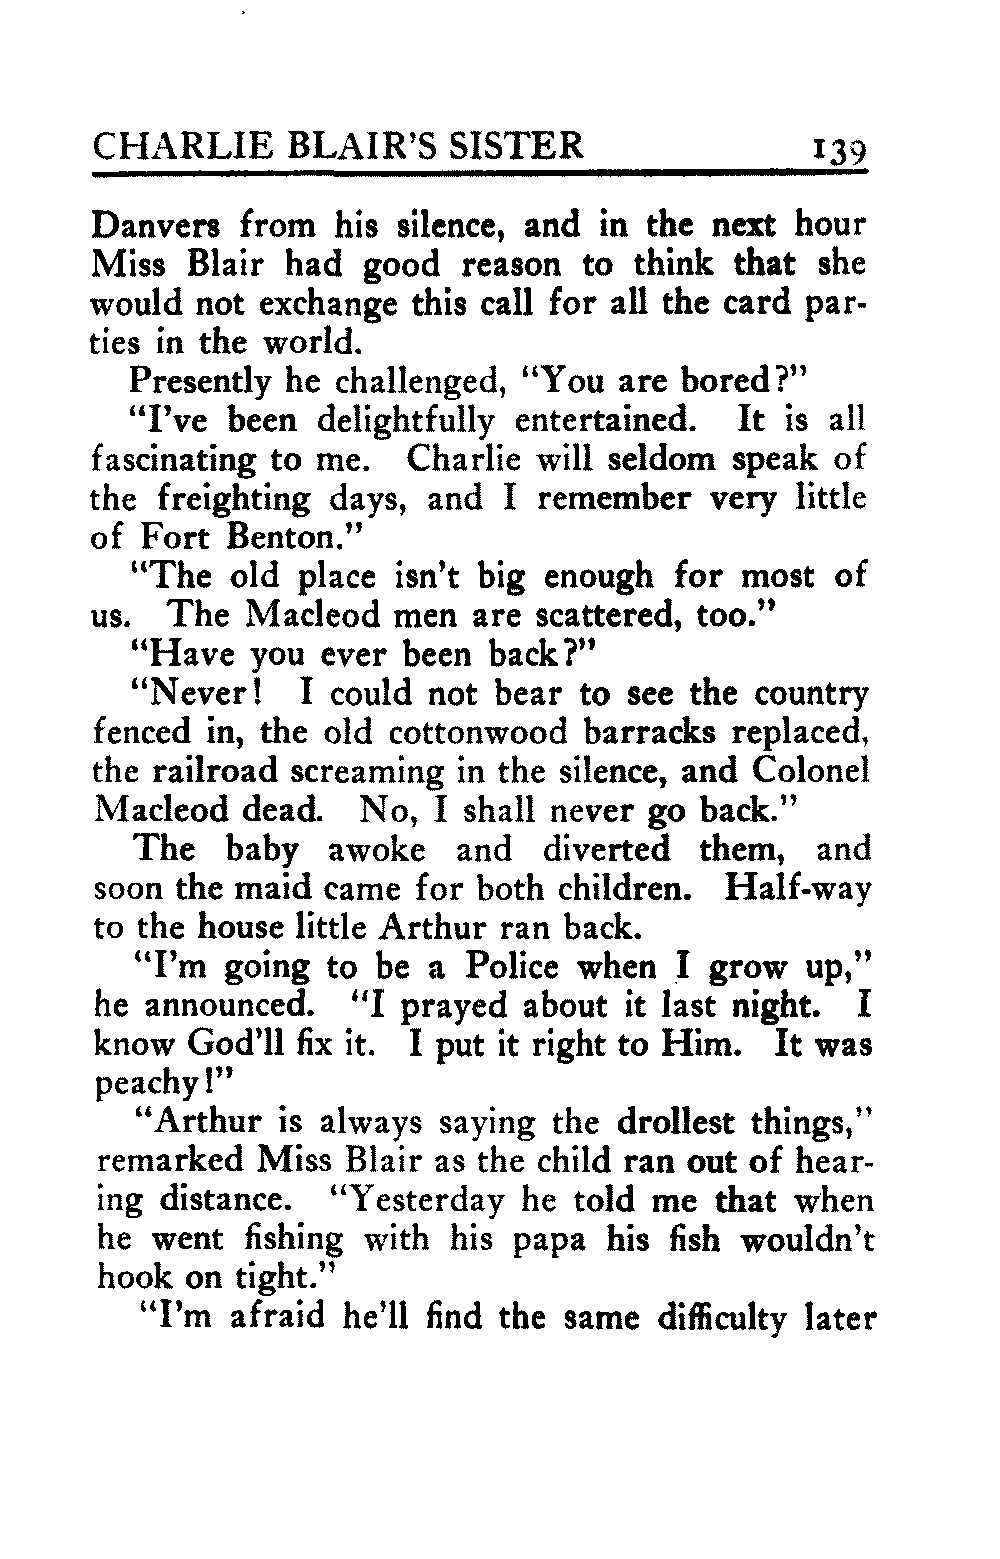 CHARLIE BLAIR'S SISTER 139
Danvers from his silence, and in the next hour
Miss Blair had good reason to think that she
would not exchange this call for all the card par-
ties in the world.
Presently he challenged, "You are bored?"
"I've been delightfully entertained. It is all
fascinating to me. Charlie will seldom speak of
the freighting days, and I remember very little
of Fort Benton."
"The old place isn't big enough for most of
us. The Macleod men are scattered, too."
"Have you ever been back?"
"Never! I could not bear to see the country
fenced in, the old cottonwood barracks replaced,
the railroad screaming in the silence, and Colonel
Macleod dead. No, I shall never go back."
The baby awoke and diverted them, and
soon the maid came for both children. Half-way
to the house little Arthur ran back.
"I'm going to be a Police when I grow up,"
he announced. "I prayed about it last night. I
know God'll fix it. I put it right to Him. It was
peachy!"
"Arthur is always saying the drollest things,"
remarked Miss Blair as the child ran out of hear-
ing distance. "Yesterday he told me that when
he went fishing with his papa his fish wouldn't
hook on tight."
"I'm afraid he'll find the same difficulty later